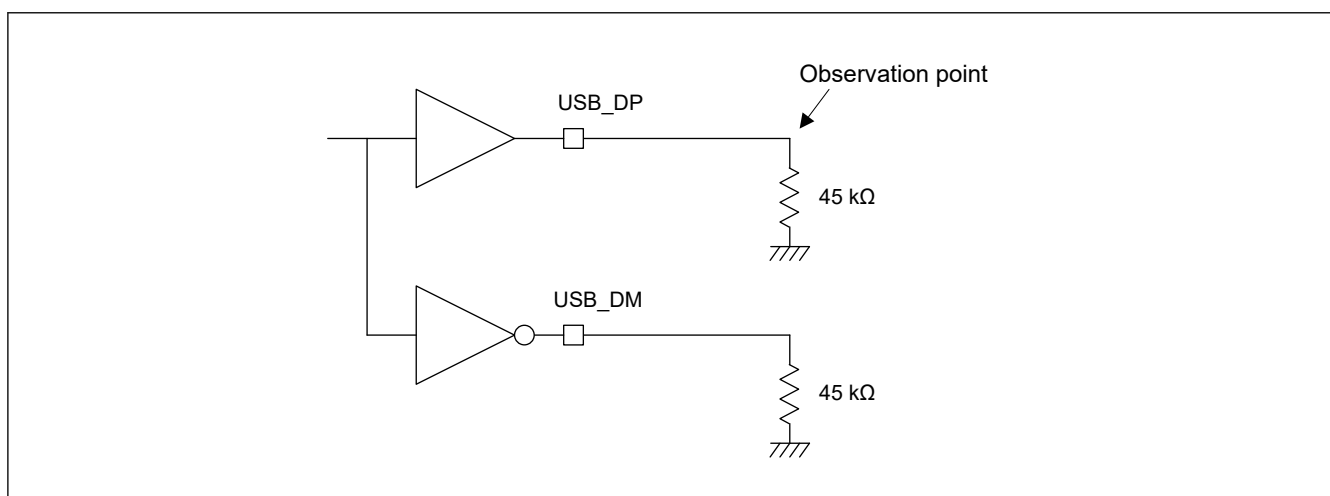 Observation point
USB_DP
45 kΩ
USB_DM
45 kΩ